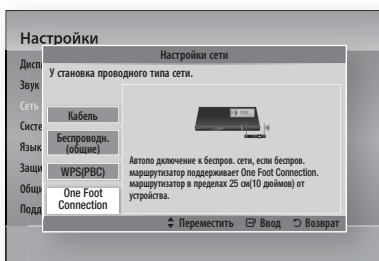 Настройки
Настройки сети
У становка проводного типа сети.
Дисп
Звук
Сеть
Систе
Язык
Защи
Общи
Подд
Кабель
Беспроводн.
(общие)
WPS(PBC)
One Foot
Connection
Автопо дключение к беспров. сети, если беспров.
маршрутизатор поддерживает One Foot Connection.
маршрутизатор в пределах 25 см(10 дюймов) от
устройства.
Переместить Ввод Возврат